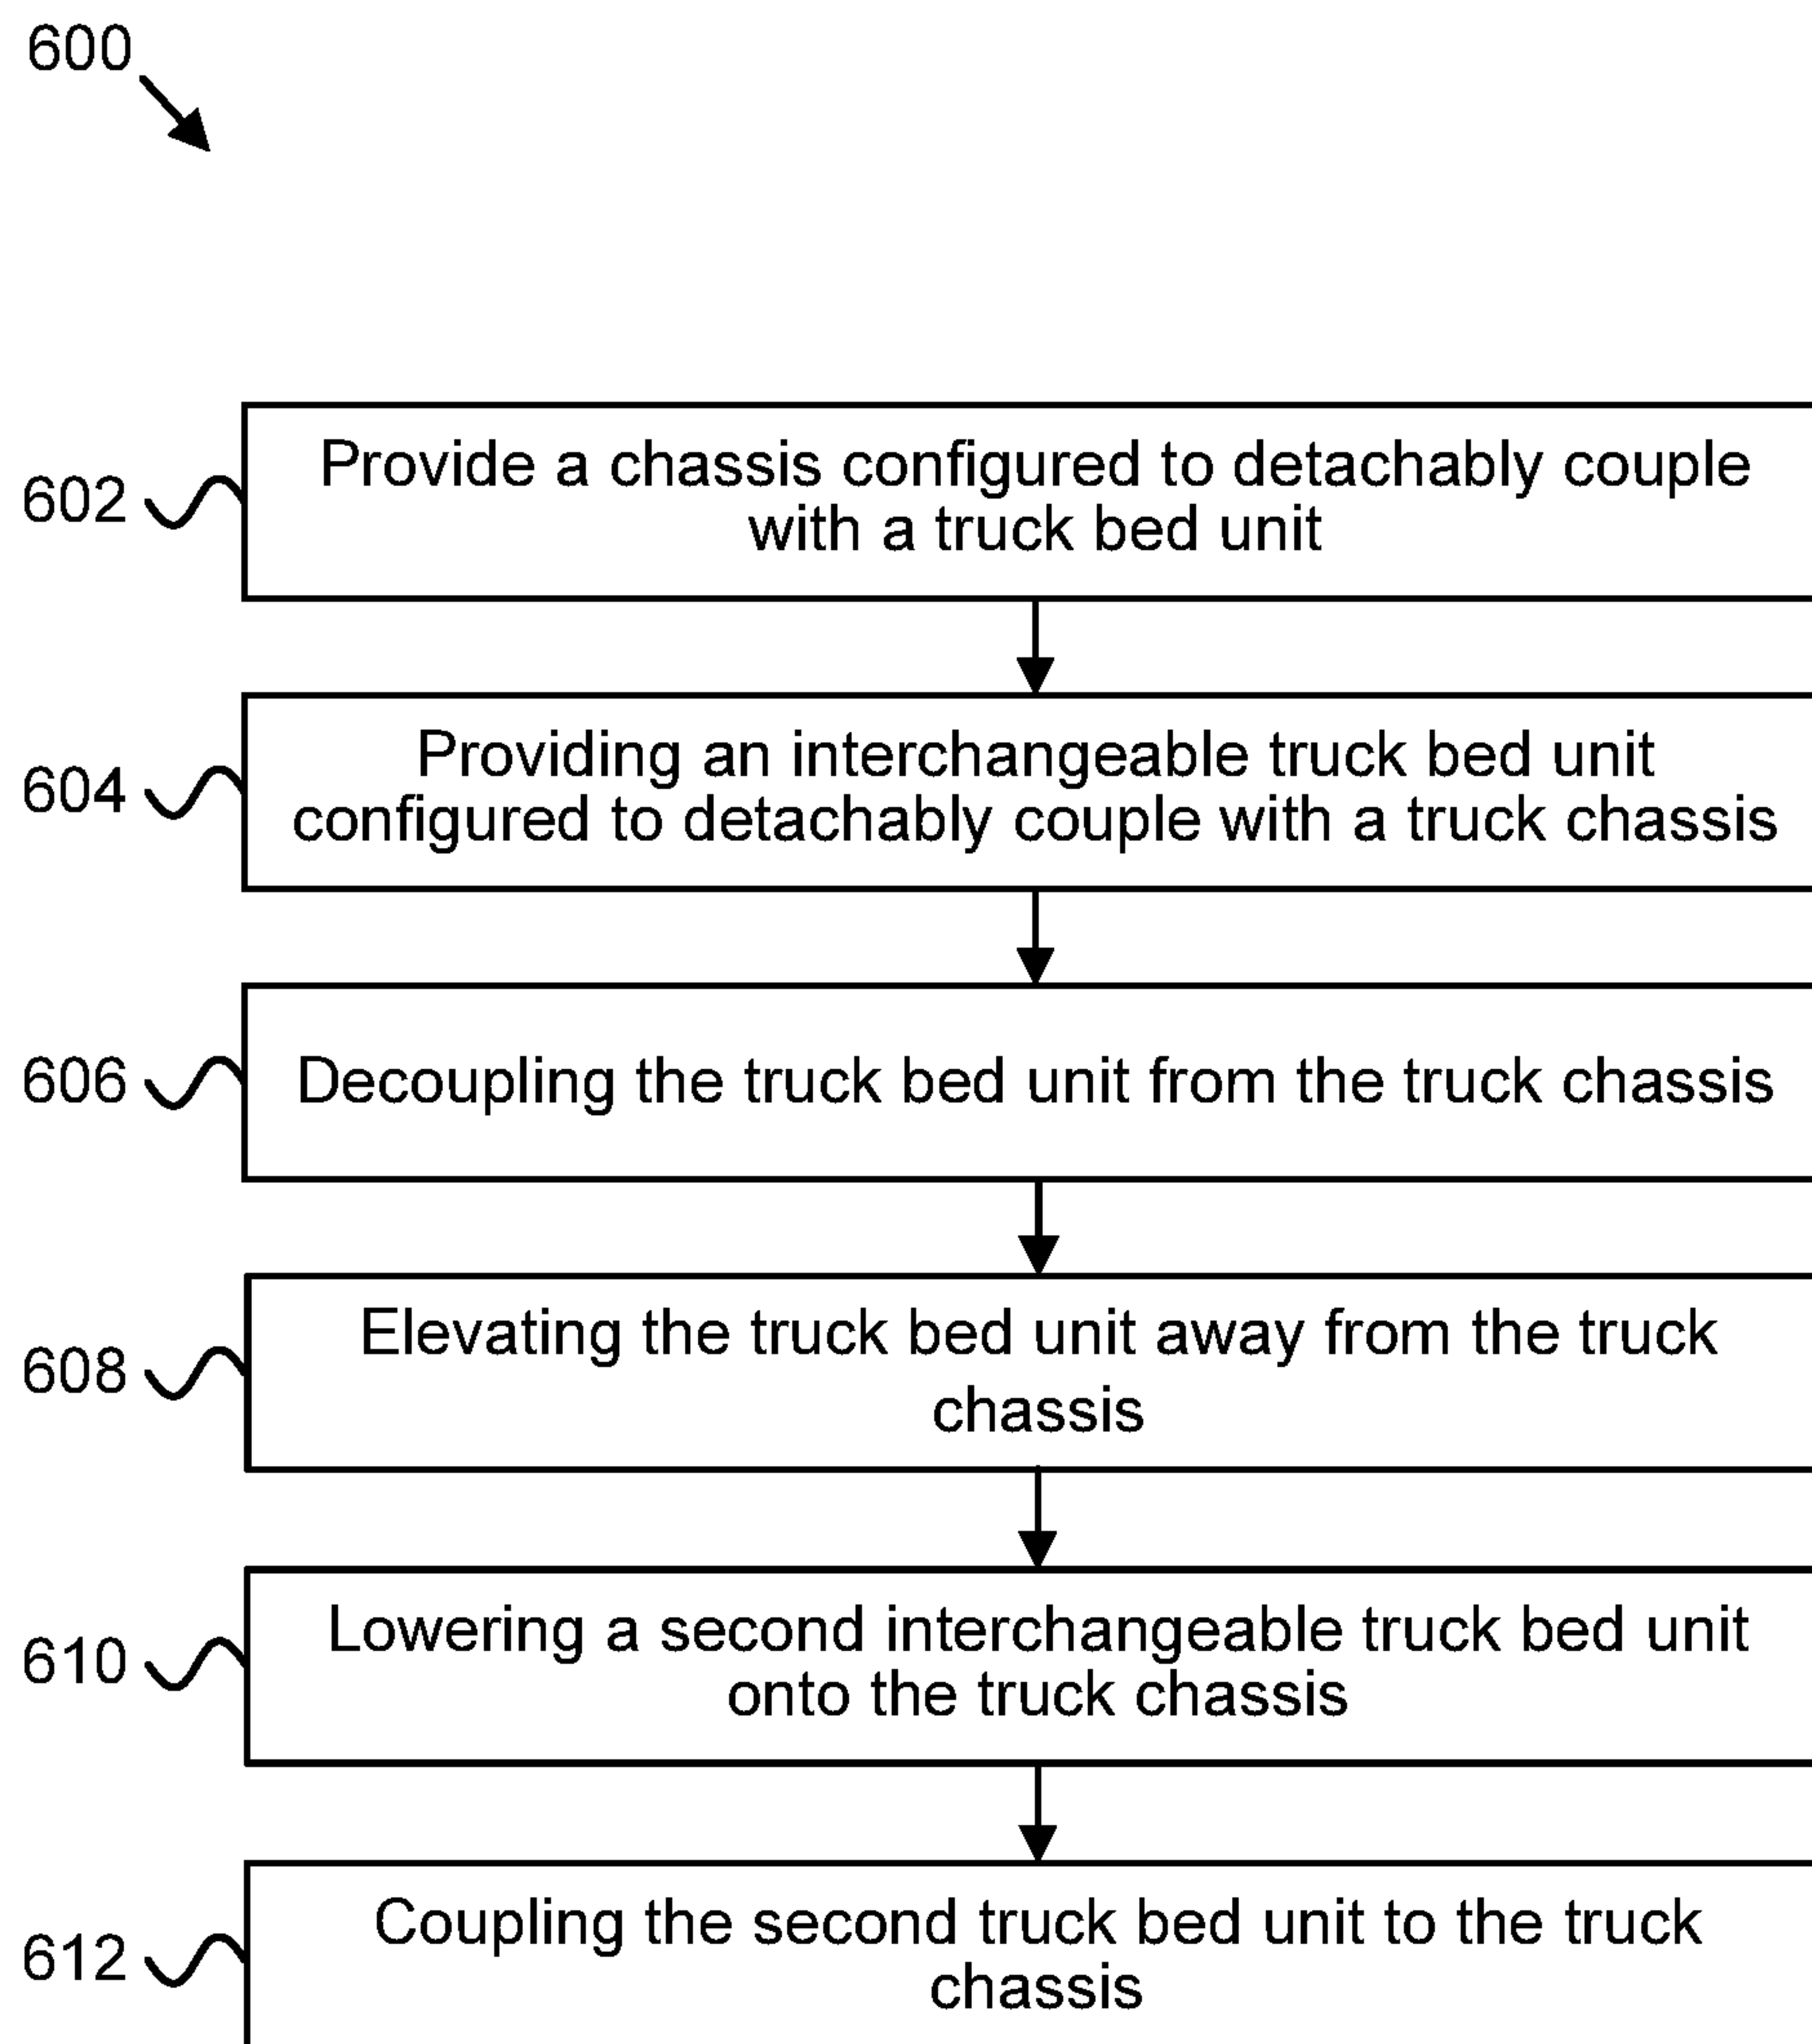 600
602
Provide a chassis configured to detachably couple
with a truck bed unit
604
Providing an interchangeable truck bed unit
configured to detachably couple with a truck chassis
606
Decoupling the truck bed unit from the truck chassis
608
Elevating the truck bed unit away from the truck
chassis
610
Lowering a second interchangeable truck bed unit
onto the truck chassis
612
Coupling the second truck bed unit to the truck
chassis